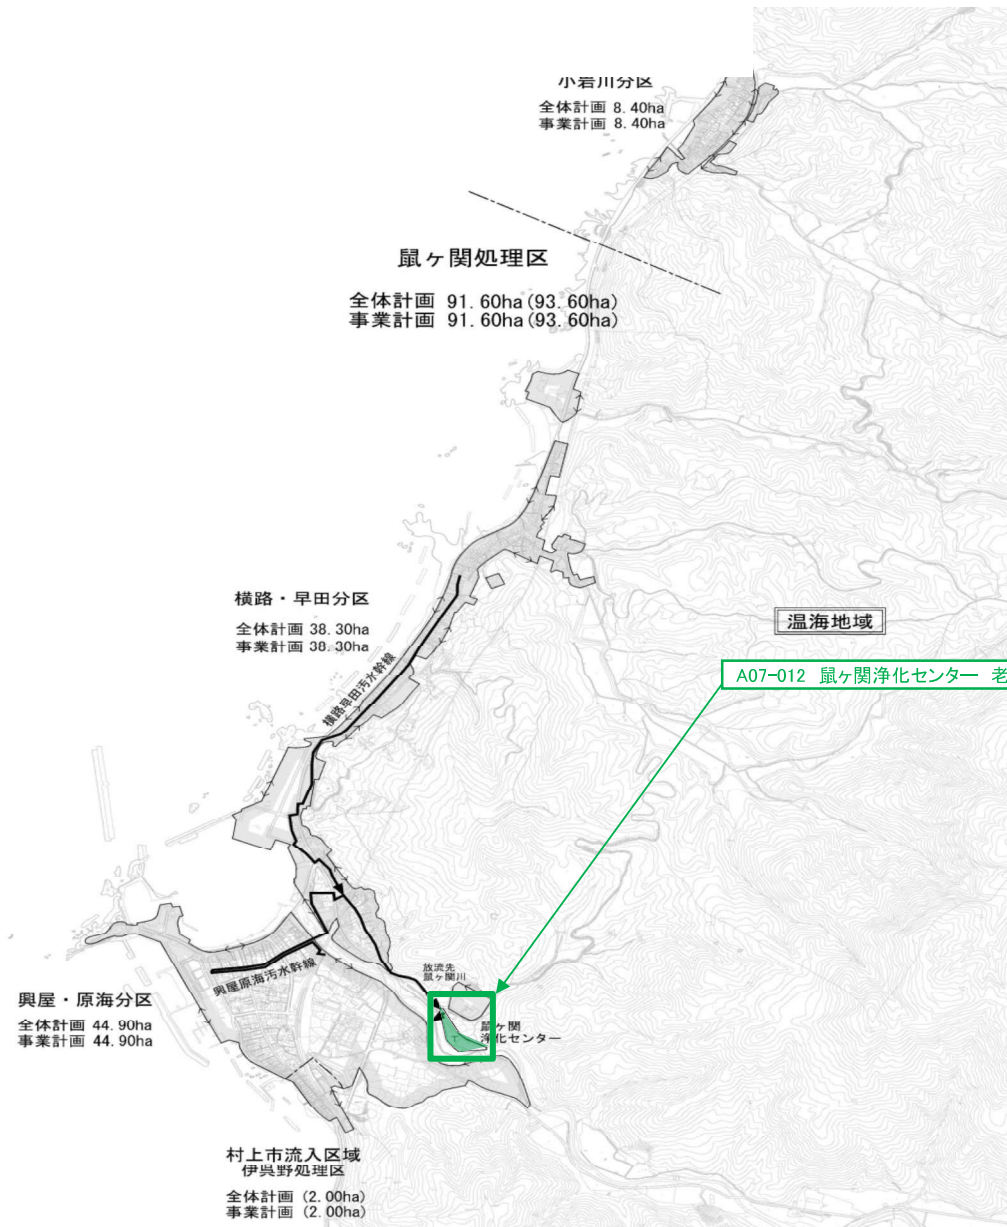 小岩川分区
全体計画 8.40ha
事業計画 8.40ha
鼠ヶ関処理区
全体計画 91.60ha(93.60ha)
事業計画 91.60ha(93.60ha)
横路・早田分区
全体計画 38.30ha
事業計画 38.30ha
横路早田汚水幹線
温海地域
A07-012 鼠ヶ関浄化センター 老
放流先
鼠ヶ関川
興屋原海汚水幹線
鼠ヶ関
浄化センター
興屋・原海分区
全体計画 44.90ha
事業計画 44.90ha
村上市流入区域
伊呉野処理区
全体計画 (2.00ha)
事業計画 (2.00ha)